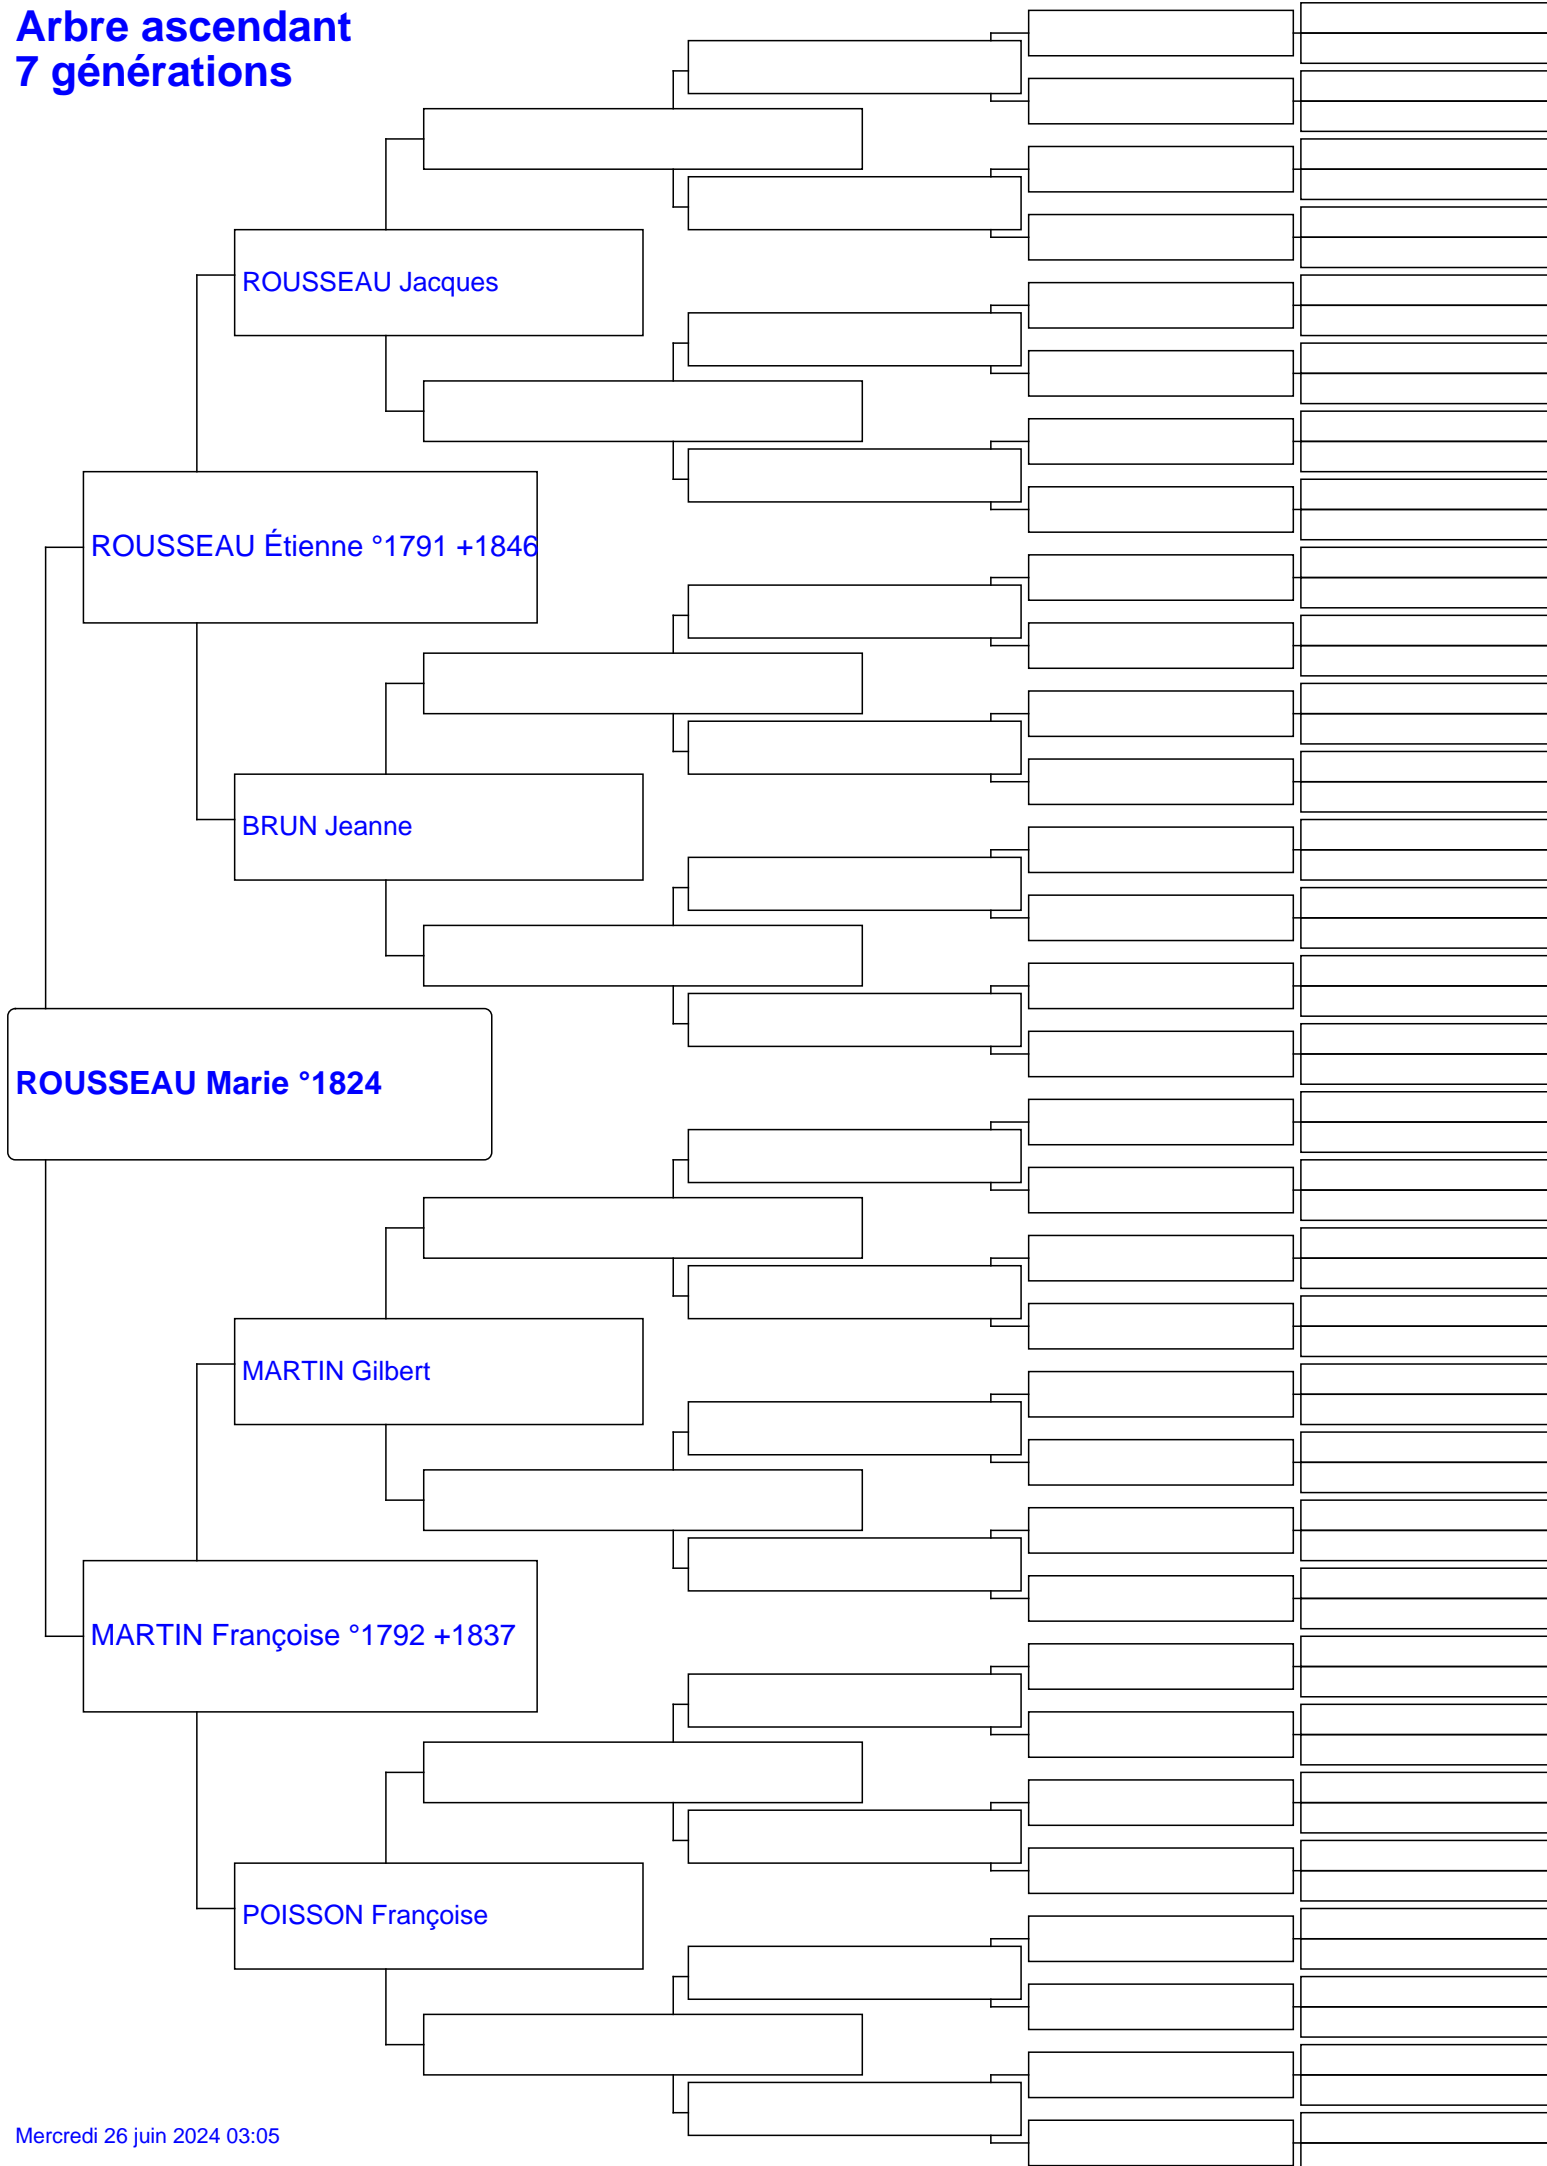 Arbre ascendant
7 générations
ROUSSEAU Jacques
ROUSSEAU Étienne °1791 +1846
BRUN Jeanne
ROUSSEAU Marie °1824
MARTIN Gilbert
MARTIN Françoise °1792 +1837
POISSON Françoise
Mercredi 26 juin 2024 03:05